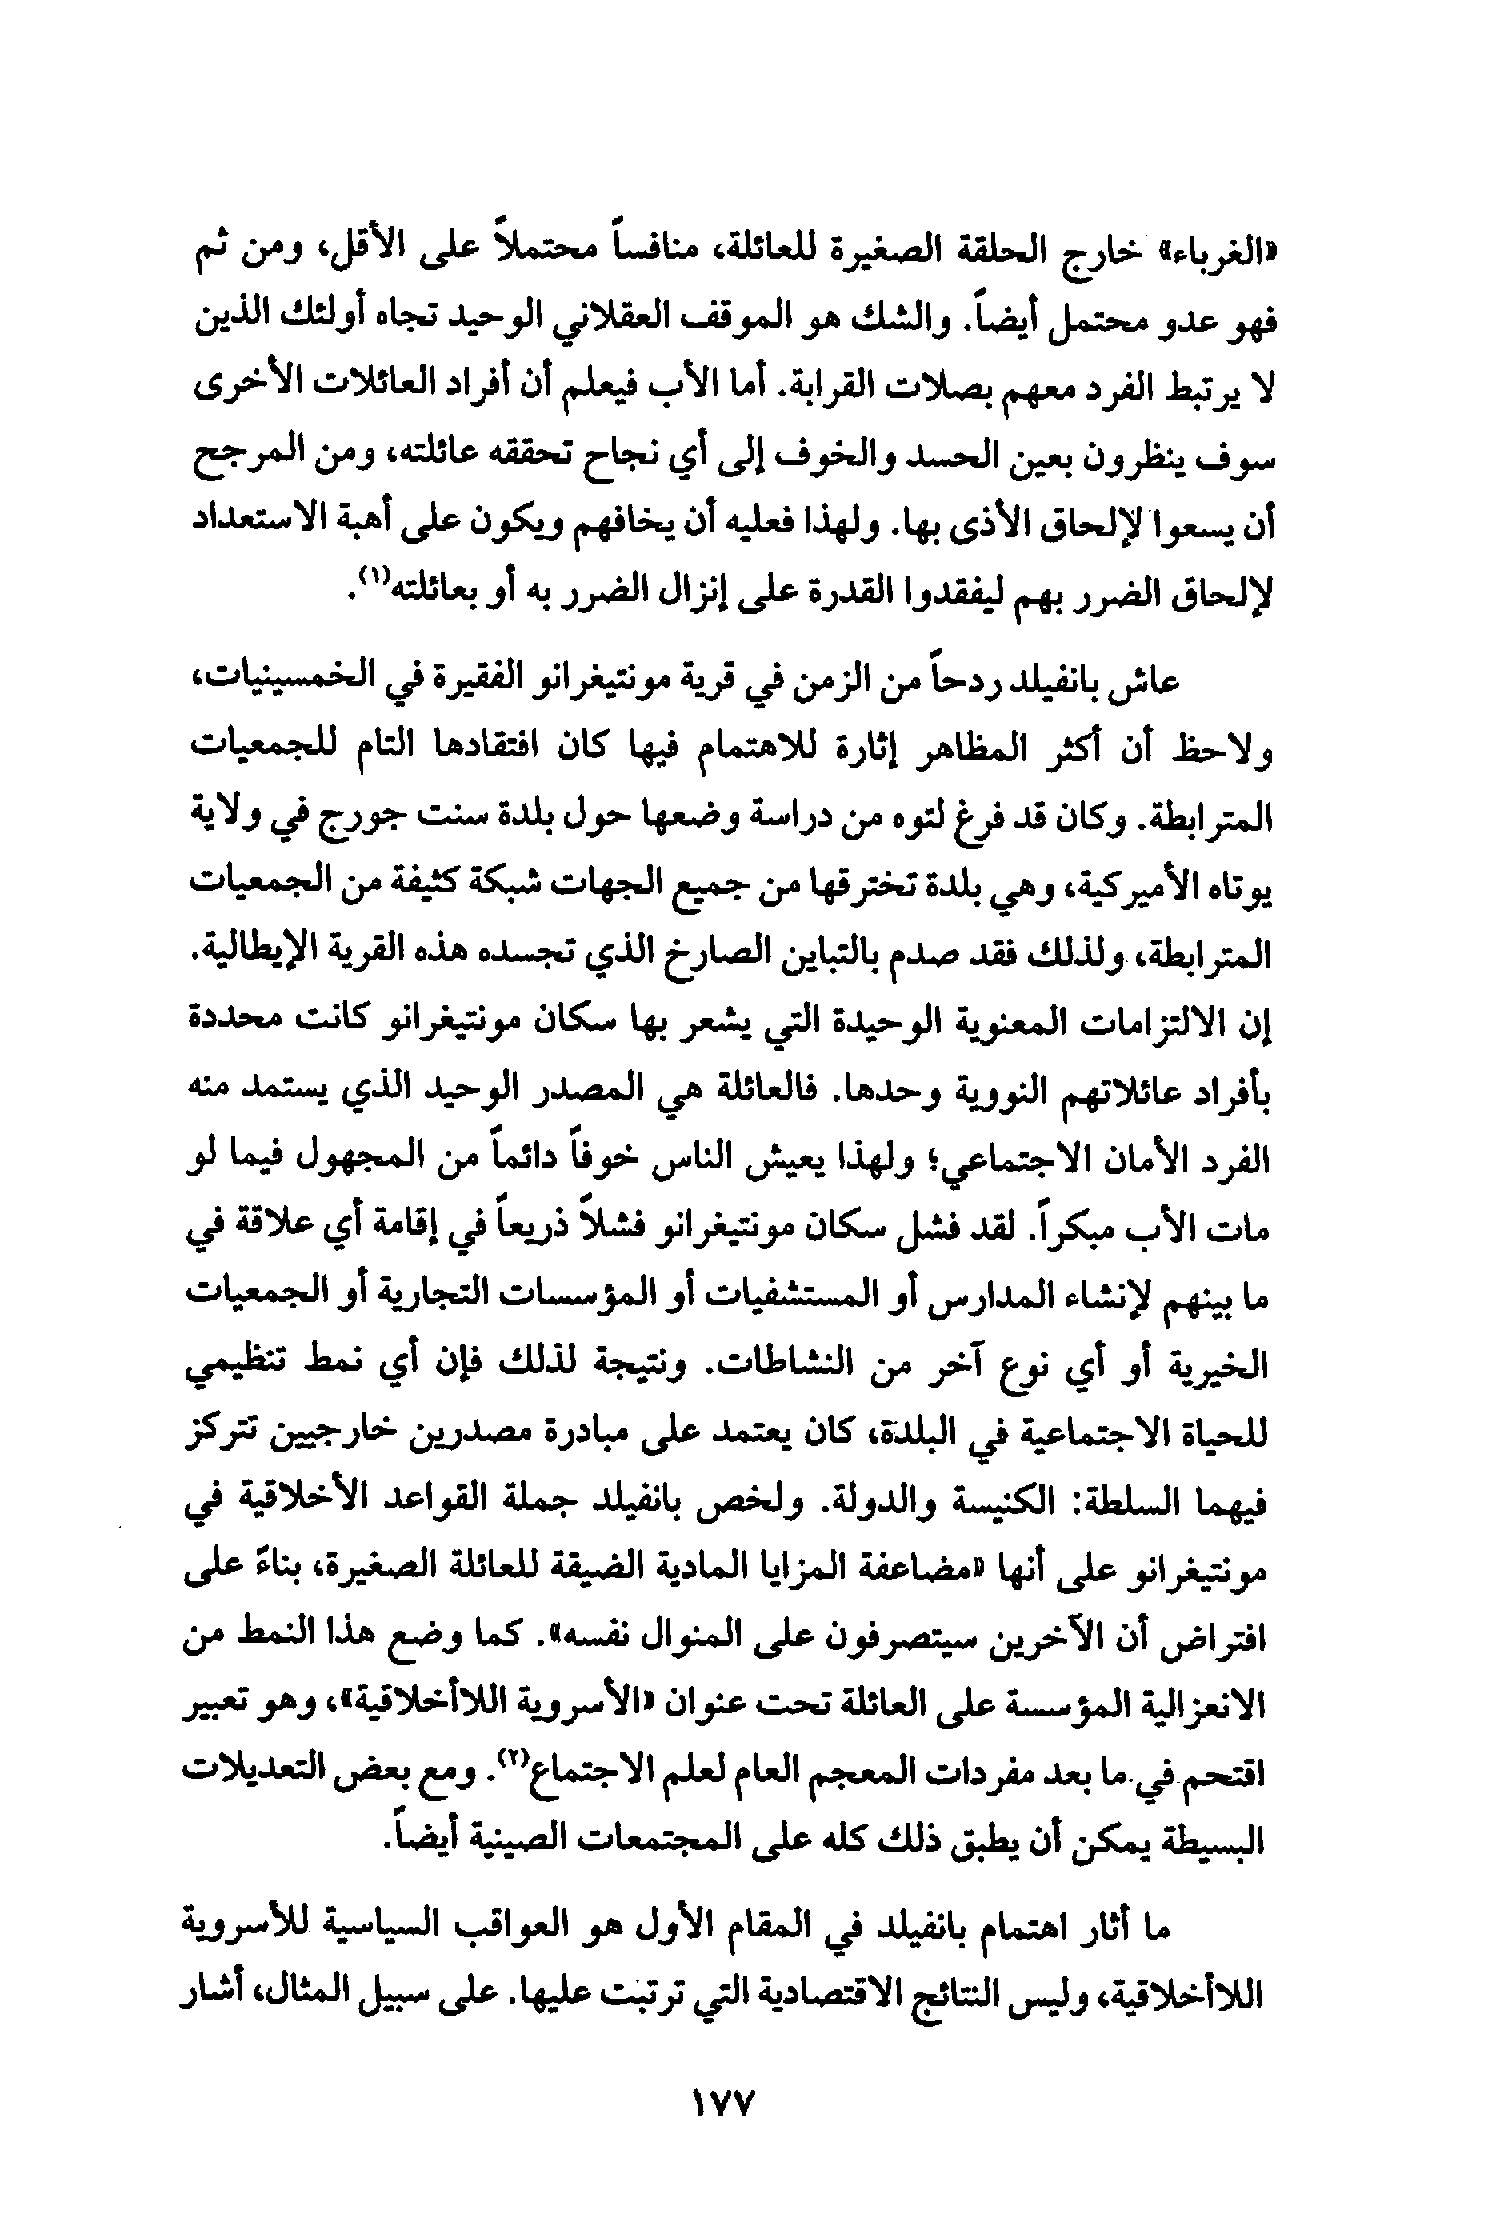 «الغرباء» خارج الحلقة الصغيرة للعائلة، منافساً محتملاً على الأقل، ومن ثم
فهو عدو محتمل أيضاً. والشك هو الموقف العقلاني الوحيد تجاه أولئك الذين
لا يرتبط الفرد معهم بصلات القرابة. أما الأب فيعلم أن أفراد العائلات الأخرى
سوف ينظرون بعين الحسد والخوف إلى أي نجاح تحققه عائلته، ومن المرجح
أن يسعوا لإلحاق الأذى بها. ولهذا فعليه أن يخافهم ويكون على أهبة الاستعداد
لإلحاق الضرر بهم ليفقدوا القدرة على إنزال الضرر به أو بعائلته(١).
عاش بانفيلد ردحاً من الزمن في قرية مونتيغرانو الفقيرة في الخمسينيات،
ولاحظ أن أكثر المظاهر إثارة للاهتمام فيها كان افتقادها التام للجمعيات
المترابطة. وكان قد فرغ لتوه من دراسة وضعها حول بلدة سنت جورج في ولاية
يوتاه الأميركية، وهي بلدة تخترقها من جميع الجهات شبكة كثيفة من الجمعيات
المترابطة، ولذلك فقد صدم بالتباين الصارخ الذي تجسده هذه القرية الإيطالية.
إن الالتزامات المعنوية الوحيدة التي يشعر بها سكان مونتيغرانو كانت محددة
بأفراد عائلاتهم النووية وحدها. فالعائلة هي المصدر الوحيد الذي يستمد منه
الفرد الأمان الاجتماعي؛ ولهذا يعيش الناس خوفاً دائماً من المجهول فيما لو
مات الأب مبكراً. لقد فشل سكان مونتيغرانو فشلاً ذريعاً في إقامة أي علاقة في
ما بينهم لإنشاء المدارس أو المستشفيات أو المؤسسات التجارية أو الجمعيات
الخيرية أو أي نوع آخر من النشاطات. ونتيجة لذلك فإن أي نمط تنظيمي
للحياة الاجتماعية في البلدة، كان يعتمد على مبادرة مصدرين خارجيين تتركز
فيهما السلطة: الكنيسة والدولة. ولخص بانفيلد جملة القواعد الأخلاقية في
مونتيغرانو على أنها «مضاعفة المزايا المادية الضيقة للعائلة الصغيرة، بناءً على
افتراض أن الآخرين سيتصرفون على المنوال نفسه». كما وضع هذا النمط من
الانعزالية المؤسسة على العائلة تحت عنوان «الأسروية اللاأخلاقية»، وهو تعبير
اقتحم في ما بعد مفردات المعجم العام لعلم الاجتماع(٢). ومع بعض التعديلات
البسيطة يمكن أن يطبق ذلك كله على المجتمعات الصينية أيضاً.
ما أثار اهتمام بانفيلد في المقام الأول هو العواقب السياسية للأسروية
اللاأخلاقية، وليس النتائج الاقتصادية التي ترتبت عليها. على سبيل المثال، أشار
١٧٧